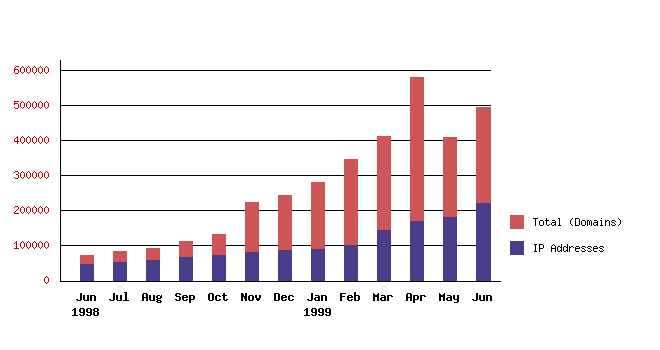 600000
500000
400000
300000
200000
100000
0
Jun Jul Aug Sep Oct Nov Dec Jan Feb Mar Apr May Jun
1998 1999
Total (Domains)
IP Addresses